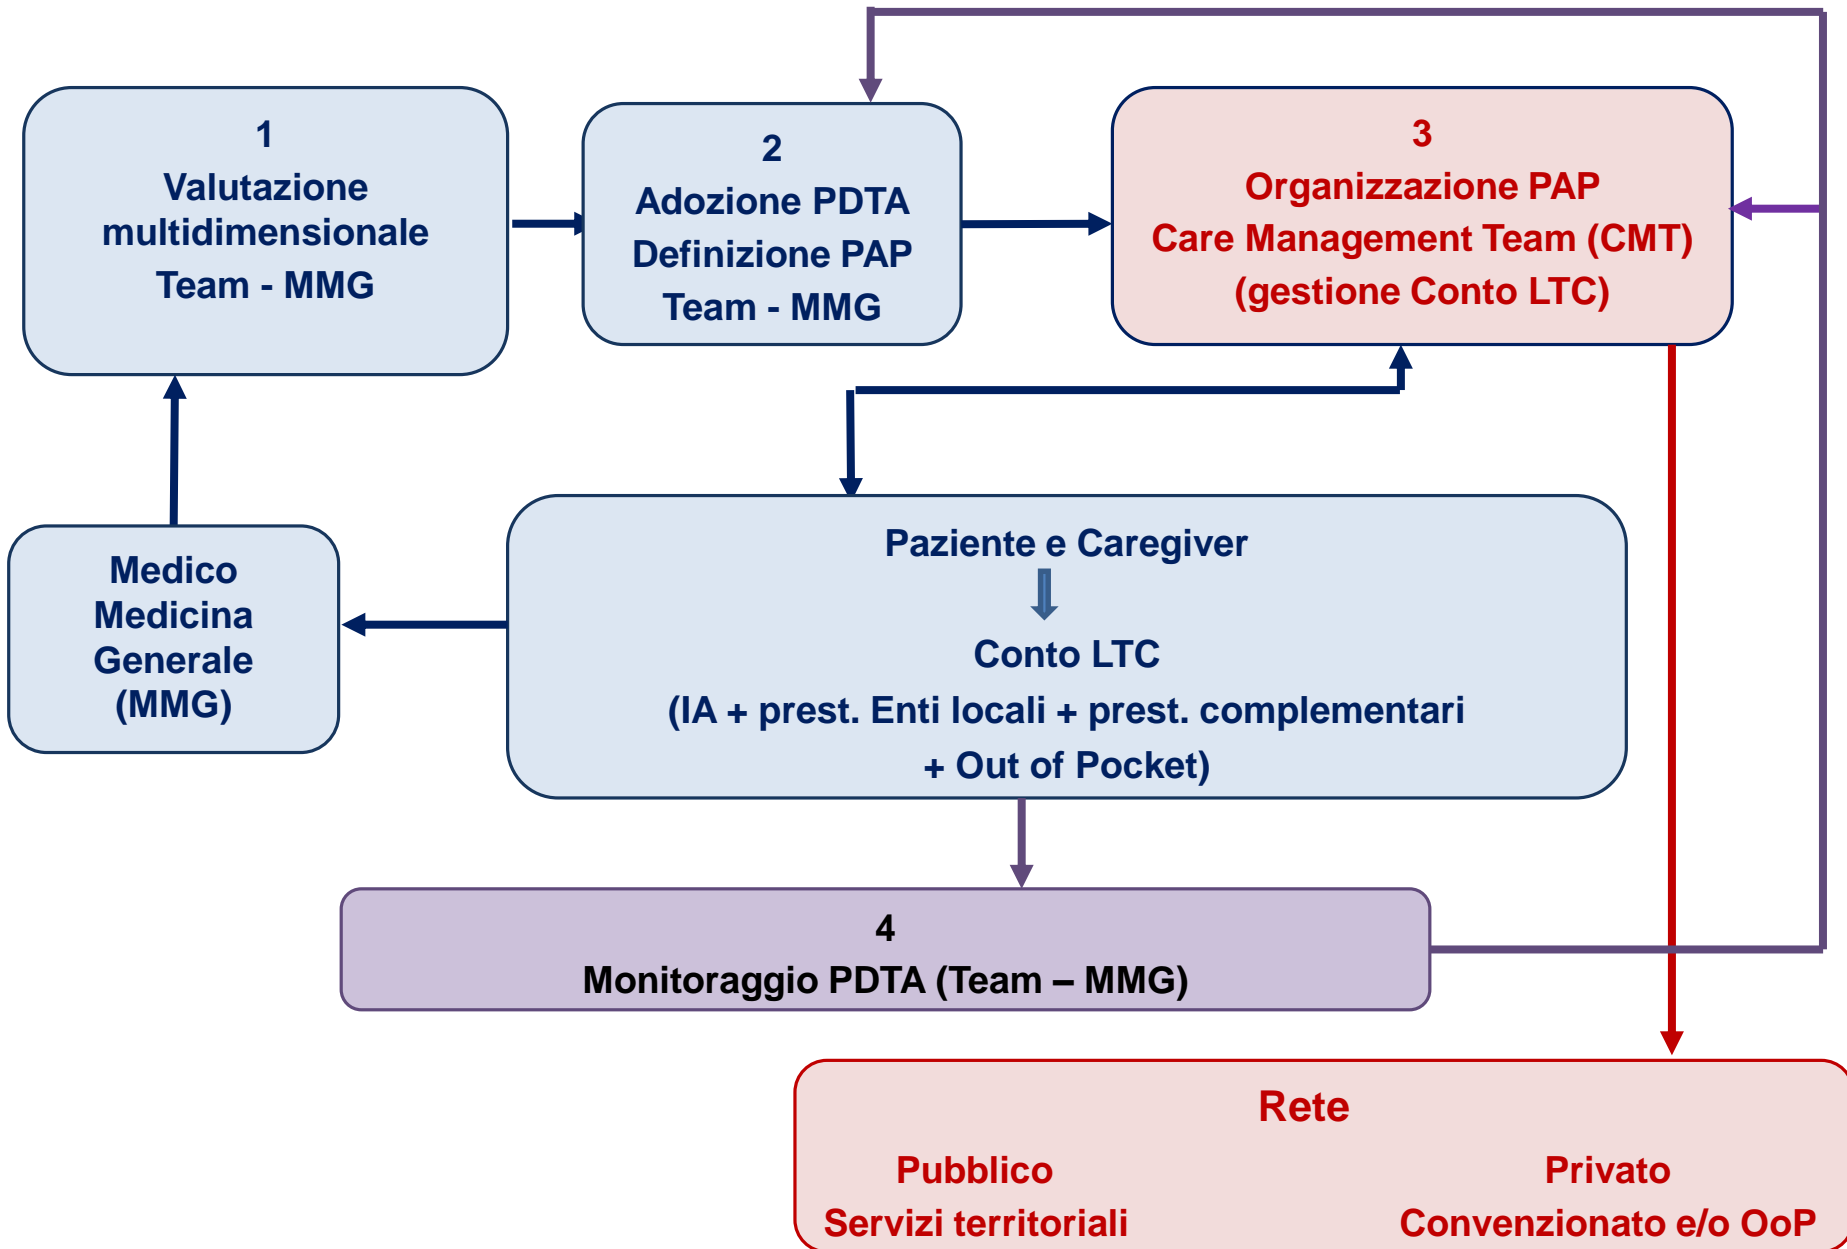 1
Valutazione
multidimensionale
Team - MMG
2
Adozione PDTA
Definizione PAP
Team - MMG
3
Organizzazione PAP
Care Management Team (CMT)
(gestione Conto LTC)
Medico
Medicina
Generale
(MMG)
Paziente e Caregiver
Conto LTC
(IA + prest. Enti locali + prest. complementari
+ Out of Pocket)
4
Monitoraggio PDTA (Team – MMG)
Rete
Pubblico
Servizi territoriali
Privato
Convenzionato e/o OoP